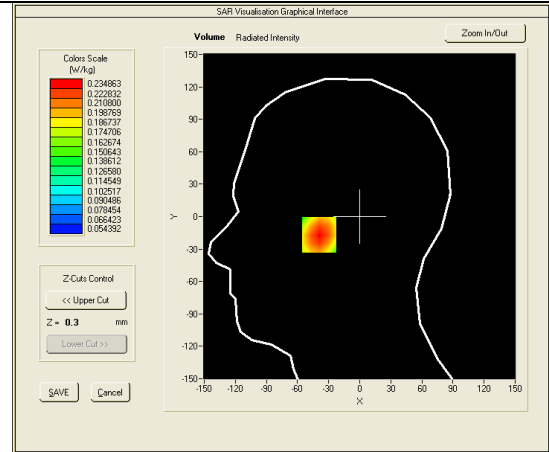 SAR Visualisation Graphical Interface
Volume Radiated Intensity
Zoom In/Out
Colors Scale
(W/kg)
0.234863
0.222832
0.210800
0.198769
0.186737
0.174706
0.162674
0.150643
0.138612
0.126580
0.114549
0.102517
0.090486
0.078454
0.066423
0.054392
Z-Cuts Control
<< Upper Cut
Z = 0.3 mm
Lower Cut >>
SAVE
Cancel
150
120
90
60
30
0
-30
-60
-90
-120
-150
Y
-150 -120 -90 -60 -30 0 30 60 90 120 150
X